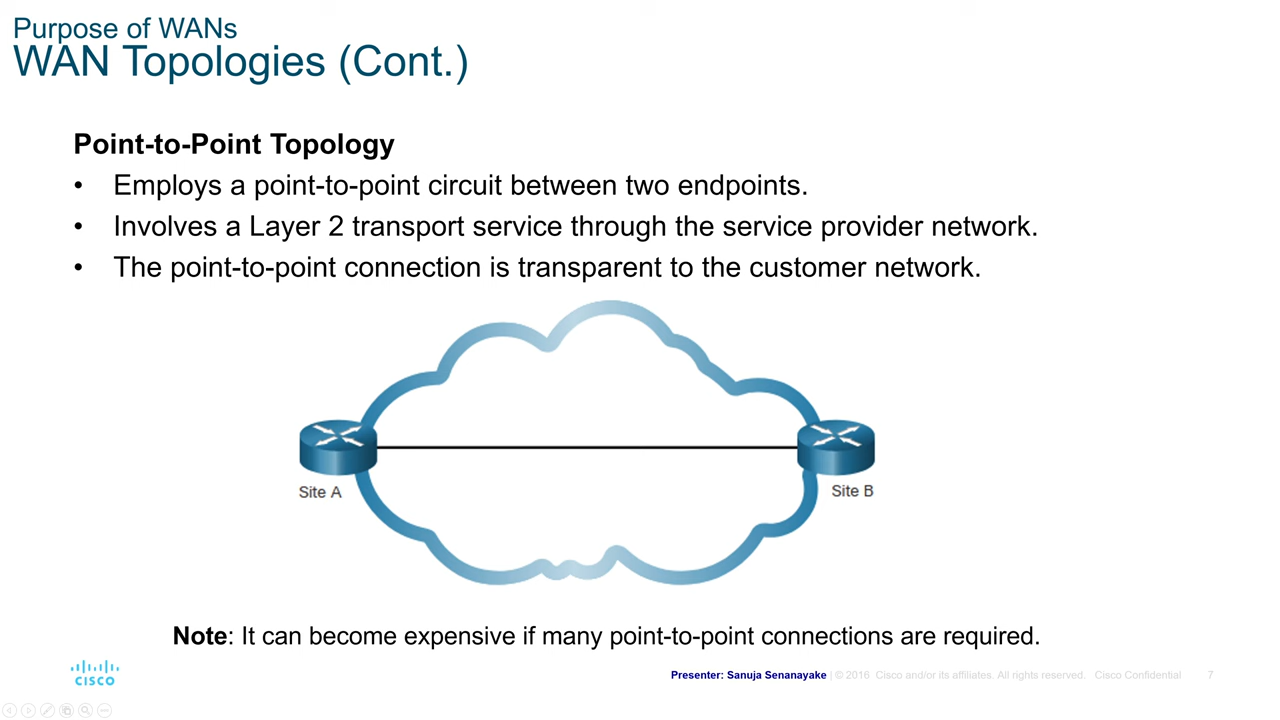 Purpose of WANs
WAN Topologies (Cont.)
Point-to-Point Topology
• Employs a point-to-point circuit between two endpoints.
• Involves a Layer 2 transport service through the service provider network.
• The point-to-point connection is transparent to the customer network.
Site A
Site B
Note: It can become expensive if many point-to-point connections are required.
CISCO
Presenter: Sanuja Senanayake | © 2016 Cisco and/or its affiliates. All rights reserved. Cisco Confidential 7